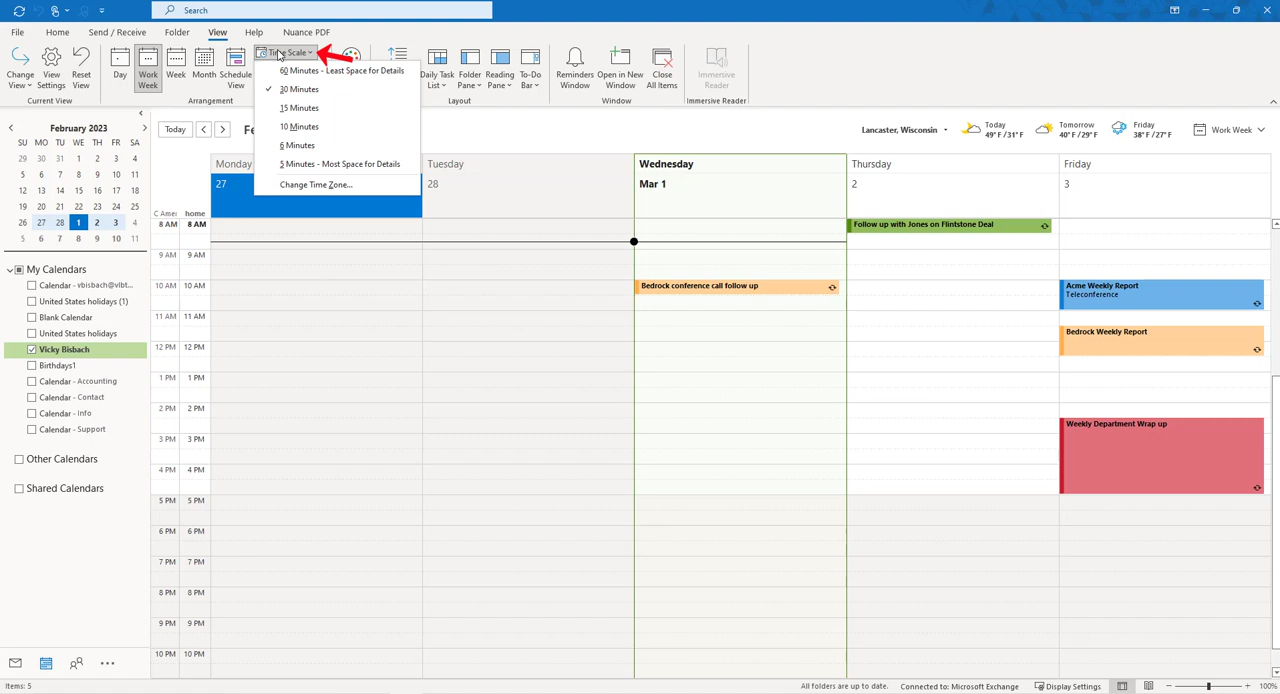 Search
File Home Send / Receive Folder View Help Nuance PDF
Time Scale
Change View
View Settings
Reset View
Day
Work Week
Week
Month
Schedule View
Daily Task List
Folder Pane
Reading Pane
To-Do Bar
Reminders Window
Open in New Window
Close All Items
Immersive Reader
Current View Arrangement Layout Window Immersive Reader
60 Minutes - Least Space for Details
30 Minutes
15 Minutes
10 Minutes
6 Minutes
5 Minutes - Most Space for Details
Change Time Zone...
February 2023
SU MO TU WE TH FR SA
29 30 31 1 2 3 4
5 6 7 8 9 10 11
12 13 14 15 16 17 18
19 20 21 22 23 24 25
26 27 28 1 2 3 4
5 6 7 8 9 10 11
My Calendars
Calendar - vbisbach@vlbt...
United States holidays (1)
Blank Calendar
United States holidays
Vicky Bisbach
Birthdays1
Calendar - Accounting
Calendar - Contact
Calendar - Info
Calendar - Support
Other Calendars
Shared Calendars
Today
Fe
Lancaster, Wisconsin
Today
49° F / 31° F
Tomorrow
40° F / 29° F
Friday
38° F / 27° F
Work Week
Monday Tuesday Wednesday Thursday Friday
27 28 Mar 1 2 3
C Amei home
8 AM 8 AM
9 AM 9 AM
10 AM 10 AM
11 AM 11 AM
12 PM 12 PM
1 PM 1 PM
2 PM 2 PM
3 PM 3 PM
4 PM 4 PM
5 PM 5 PM
6 PM 6 PM
7 PM 7 PM
8 PM 8 PM
9 PM 9 PM
10 PM 10 PM
Follow up with Jones on Flintstone Deal
Bedrock conference call follow up
Acme Weekly Report
Teleconference
Bedrock Weekly Report
Weekly Department Wrap up
Items: 5
All folders are up to date. Connected to: Microsoft Exchange Display Settings 100%